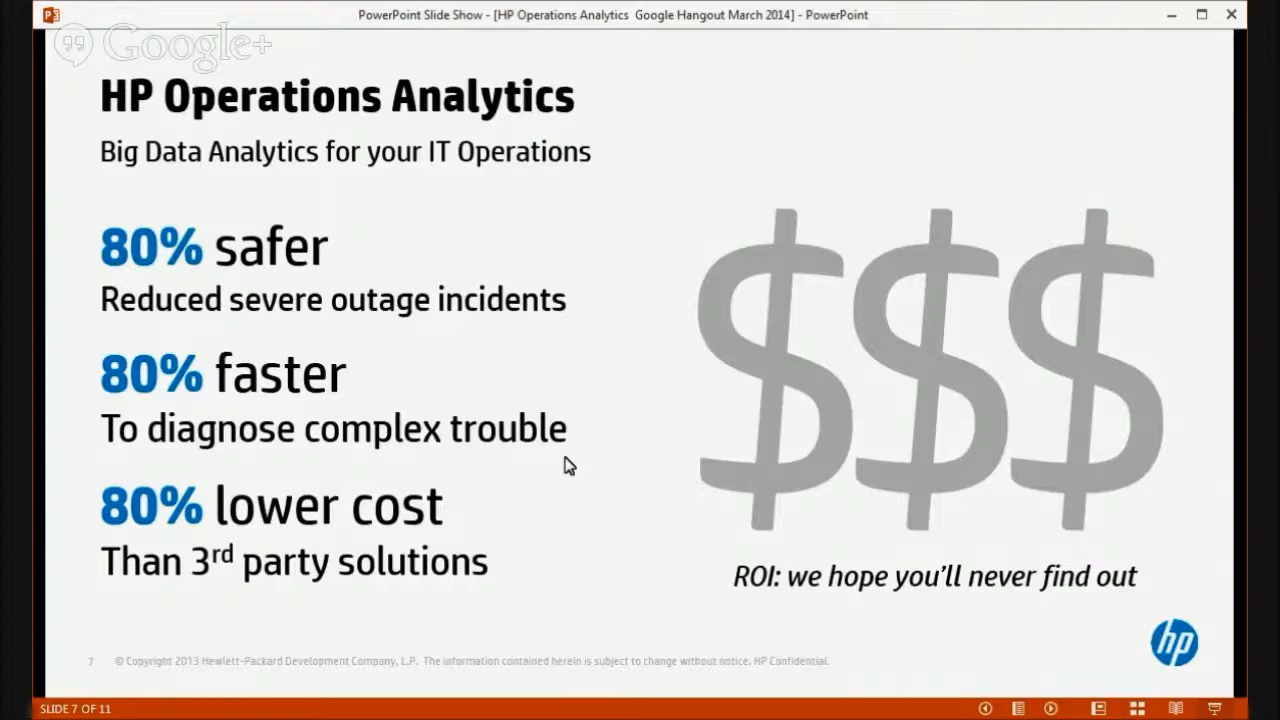 PowerPoint Slide Show - [HP Operations Analytics Google Hangout March 2014] - PowerPoint
Google+
HP Operations Analytics
Big Data Analytics for your IT Operations
80% safer
Reduced severe outage incidents
80% faster
To diagnose complex trouble
80% lower cost
Than 3rd party solutions
$$$
ROI: we hope you'll never find out
hp
7 © Copyright 2013 Hewlett-Packard Development Company, L.P. The information contained herein is subject to change without notice. HP Confidential.
SLIDE 7 OF 11